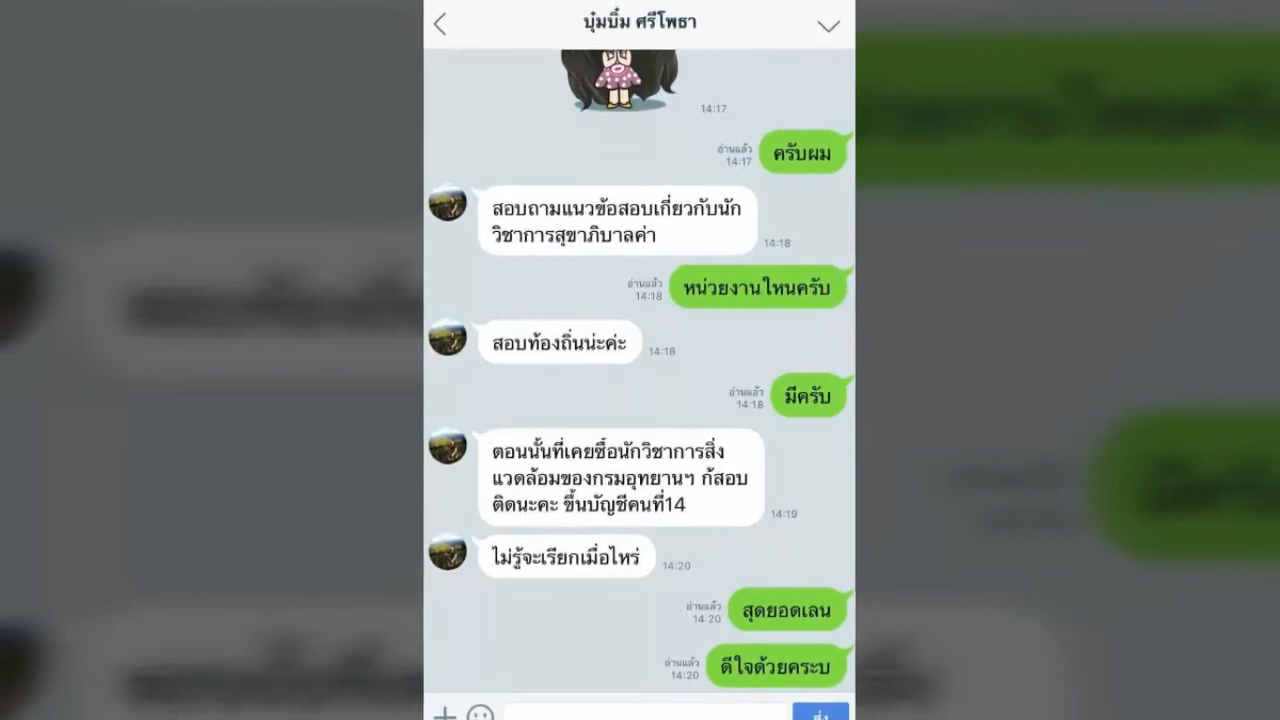 บุ๋มบิ๋ม ศรีโพธา
14:17
ครับผม
อ่านแล้ว
14:17
สอบถามแนวข้อสอบเกี่ยวกับนัก
วิชาการสุขาภิบาลค่า
14:18
หน่วยงานใหนครับ
อ่านแล้ว
14:18
สอบท้องถิ่นน่ะค่ะ
14:18
มีครับ
อ่านแล้ว
14:18
ตอนนั้นที่เคยซื้อนักวิชาการสิ่ง
แวดล้อมของกรมอุทยานฯ ก้สอบ
ติดนะคะ ขึ้นบัญชีคนที่14
14:19
ไม่รู้จะเรียกเมื่อไหร่
14:20
สุดยอดเลน
อ่านแล้ว
14:20
ดีใจด้วยคระบ
อ่านแล้ว
14:20